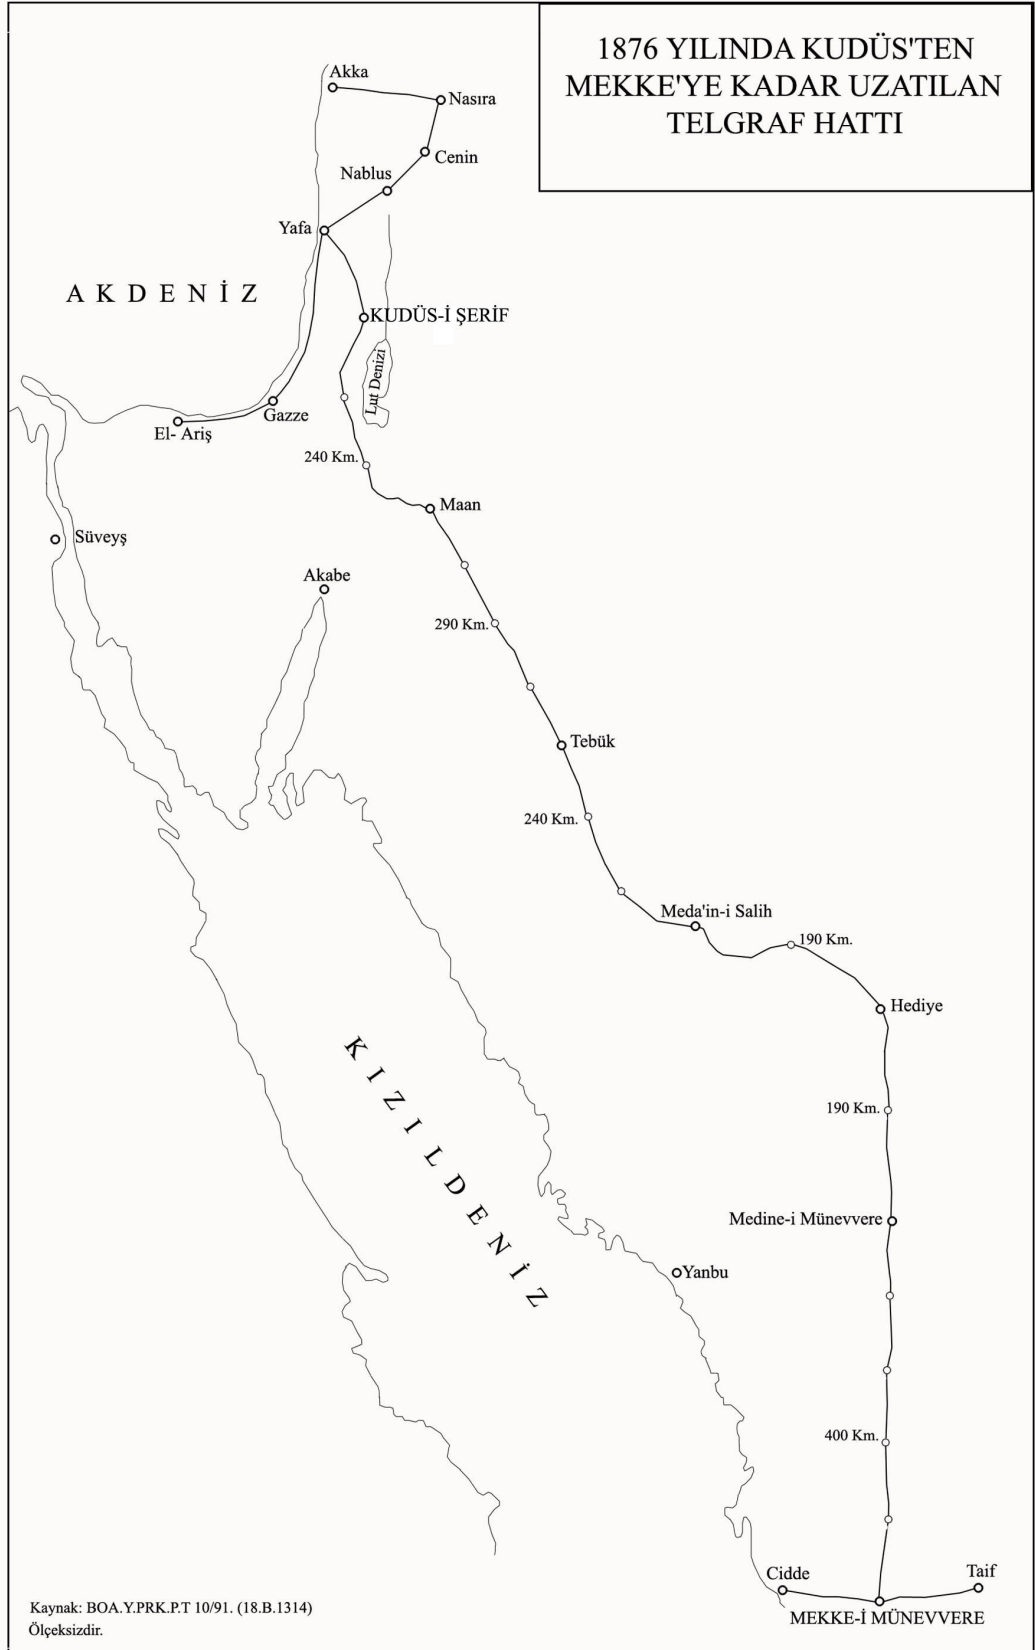 1876 YILINDA KUDÜS'TEN
MEKKE'YE KADAR UZATILAN
TELGRAF HATTI
Akka
Nasıra
Cenin
Nablus
Yafa
AKDENİZ
KUDÜS-İ ŞERİF
Lut Denizi
Gazze
El- Ariş
240 Km.
Maan
Süveyş
Akabe
290 Km.
Tebük
240 Km.
Meda'in-i Salih
190 Km.
Hediye
KIZILDENİZ
190 Km.
Medine-i Münevvere
Yanbu
400 Km.
Cidde
Taif
MEKKE-İ MÜNEVVERE
Kaynak: BOA.Y.PRK.P.T 10/91. (18.B.1314)
Ölçeksizdir.